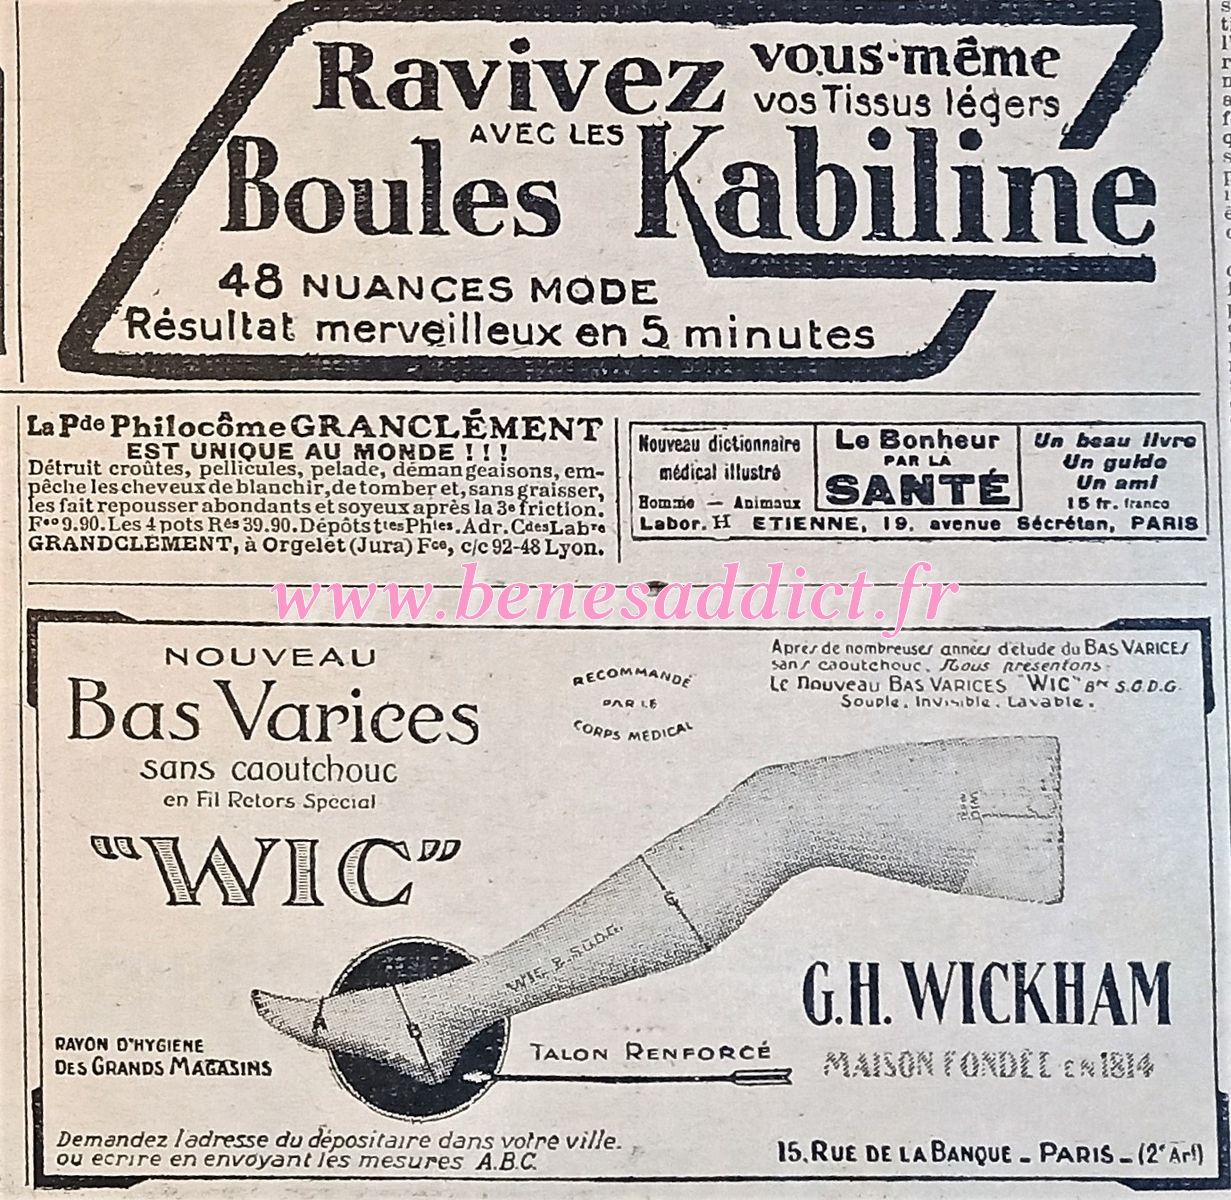 Ravivez vous-même
vos Tissus légers
AVEC LES
Boules Kabiline
48 NUANCES MODE
Résultat merveilleux en 5 minutes
La Pde Philocôme GRANCLÉMENT
EST UNIQUE AU MONDE ! ! !
Détruit croûtes, pellicules, pelade, démangeaisons, em-
pêche les cheveux de blanchir, de tomber et, sans graisser,
les fait repousser abondants et soyeux après la 3e friction.
Fco 9.90. Les 4 pots Rés 39.90. Dépôts ttes Phies. Adr. Cdes Labre
GRANDCLÉMENT, à Orgelet (Jura) Fce, c/c 92-48 Lyon.
Nouveau dictionnaire
médical illustré
Homme — Animaux
Le Bonheur
PAR LA
SANTÉ
Un beau livre
Un guide
Un ami
15 fr. franco
Labor. H ETIENNE, 19, avenue Sécrétan, PARIS
www.benesaddict.fr
NOUVEAU
Bas Varices
sans caoutchouc
en Fil Retors Special
"WIC"
RECOMMANDÉ
PAR LE
CORPS MÉDICAL
Après de nombreuses années d'étude du BAS VARICES
sans caoutchouc. Nous présentons:
Le Nouveau BAS VARICES "WIC" Bté S.G.D.G.
Souple. Invisible. Lavable.
WIC
C
WIC B.S.G.D.G.
A
B
G.H. WICKHAM
MAISON FONDÉE EN 1814
RAYON D'HYGIENE
DES GRANDS MAGASINS
TALON RENFORCÉ
Demandez l'adresse du dépositaire dans votre ville.
ou ecrire en envoyant les mesures A.B.C.
15, RUE DE LA BANQUE - PARIS - (2e Art)